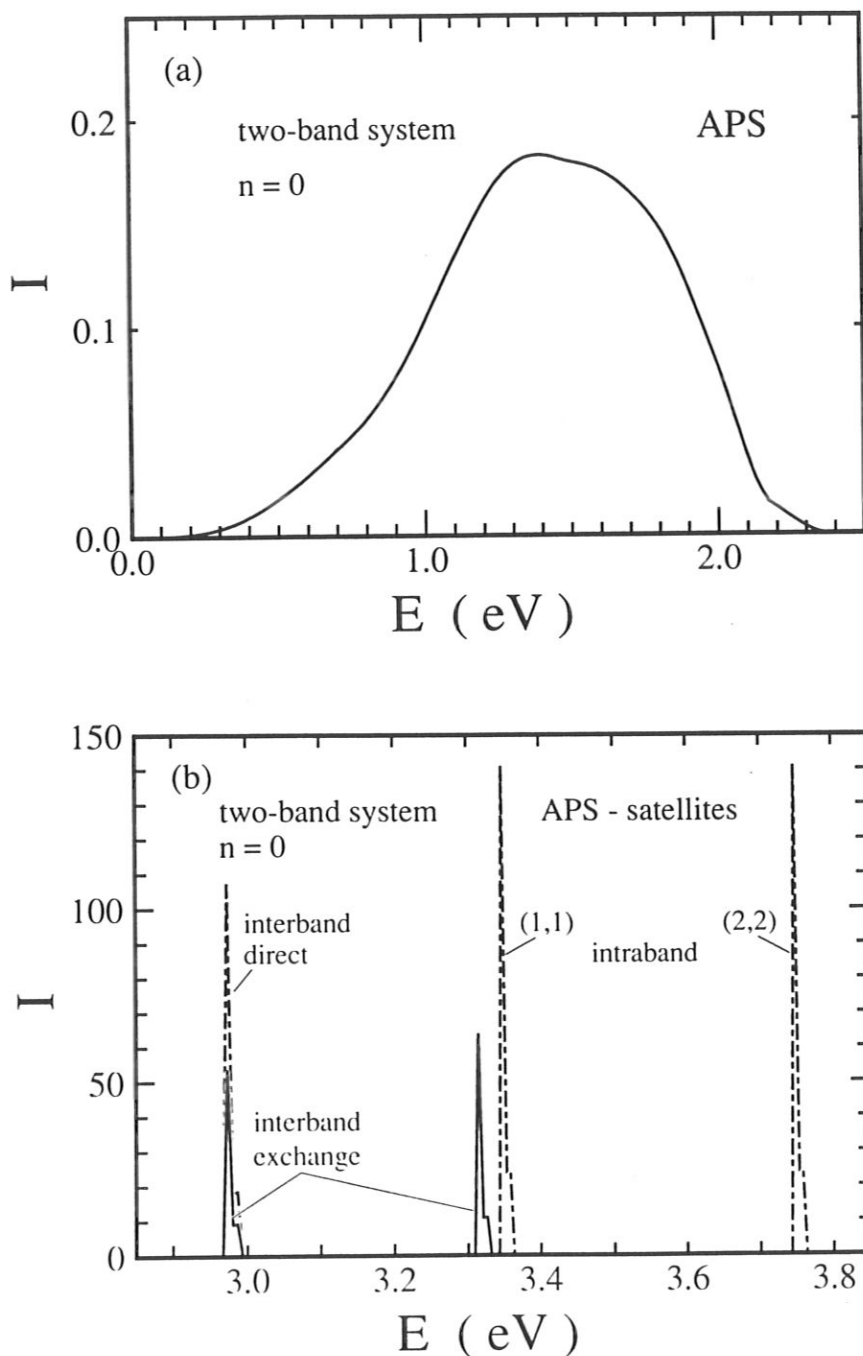 (a)
two-band system
APS
n = 0
I
0.2
0.1
0.0
0.0
1.0
2.0
E ( eV )
(b)
two-band system
APS - satellites
n = 0
I
150
100
50
0
interband
direct
(1,1)
(2,2)
intraband
interband
exchange
3.0
3.2
3.4
3.6
3.8
E ( eV )